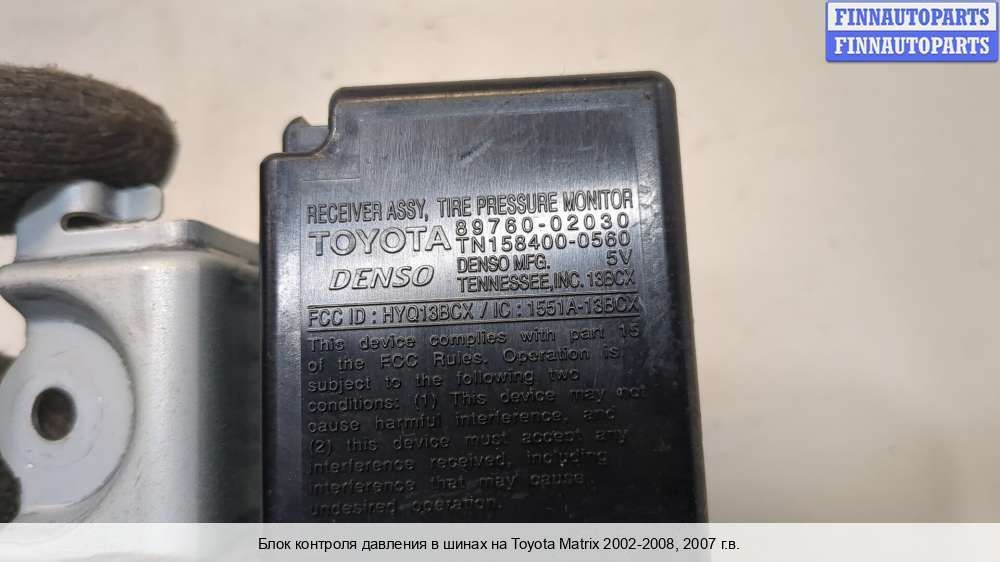 FINNAUTOPARTS
FINNAUTOPARTS
RECEIVER ASSY, TIRE PRESSURE MONITOR
TOYOTA 89760-02030
TN158400-0560
DENSO DENSO MFG. 5V
TENNESSEE, INC. 13BCX
FCC ID : HYQ13BCX / IC : 1551A-13BCX
This device complies with part 15
of the FCC Rules. Operation is
subject to the following two
conditions: (1) This device may not
cause harmful interference, and
(2) this device must accept any
interference received, including
interference that may cause
undesired operation.
Блок контроля давления в шинах на Toyota Matrix 2002-2008, 2007 г.в.